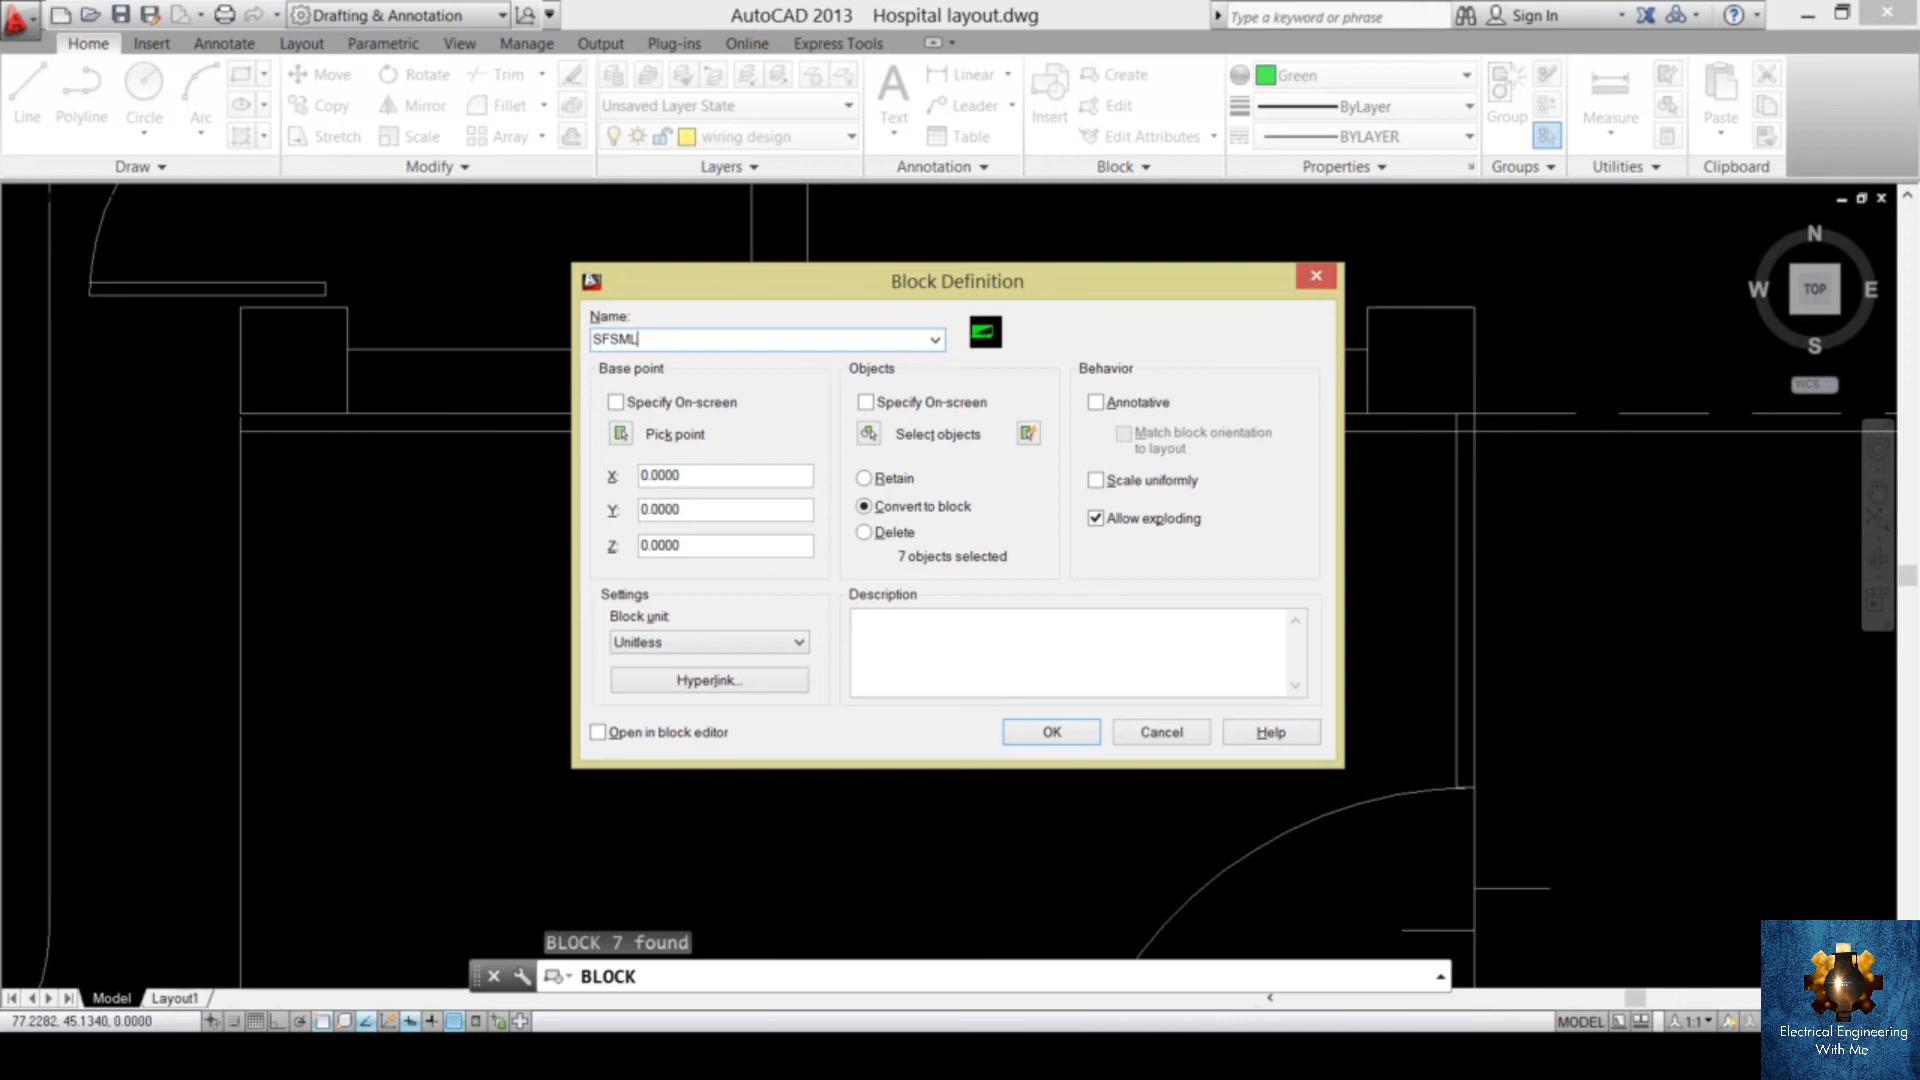 Drafting & Annotation
AutoCAD 2013 Hospital layout.dwg
Type a keyword or phrase
Sign In
Home Insert Annotate Layout Parametric View Manage Output Plug-ins Online Express Tools
Line Polyline Circle Arc
Move Rotate Trim
Copy Mirror Fillet
Stretch Scale Array
Unsaved Layer State
wiring design
Text
Linear
Leader
Table
Insert
Create
Edit
Edit Attributes
Green
ByLayer
BYLAYER
Group
Measure
Paste
Draw Modify Layers Annotation Block Properties Groups Utilities Clipboard
N
W TOP E
S
WCS
Block Definition
Name:
SFSML
Base point
Specify On-screen
Pick point
X: 0.0000
Y: 0.0000
Z: 0.0000
Objects
Specify On-screen
Select objects
Retain
Convert to block
Delete
7 objects selected
Behavior
Annotative
Match block orientation
to layout
Scale uniformly
Allow exploding
Settings
Block unit
Unitless
Hyperlink...
Description
Open in block editor
OK Cancel Help
BLOCK 7 found
BLOCK
Model Layout1
77.2282, 45.1340, 0.0000
MODEL
1:1
Electrical Engineering
With Me